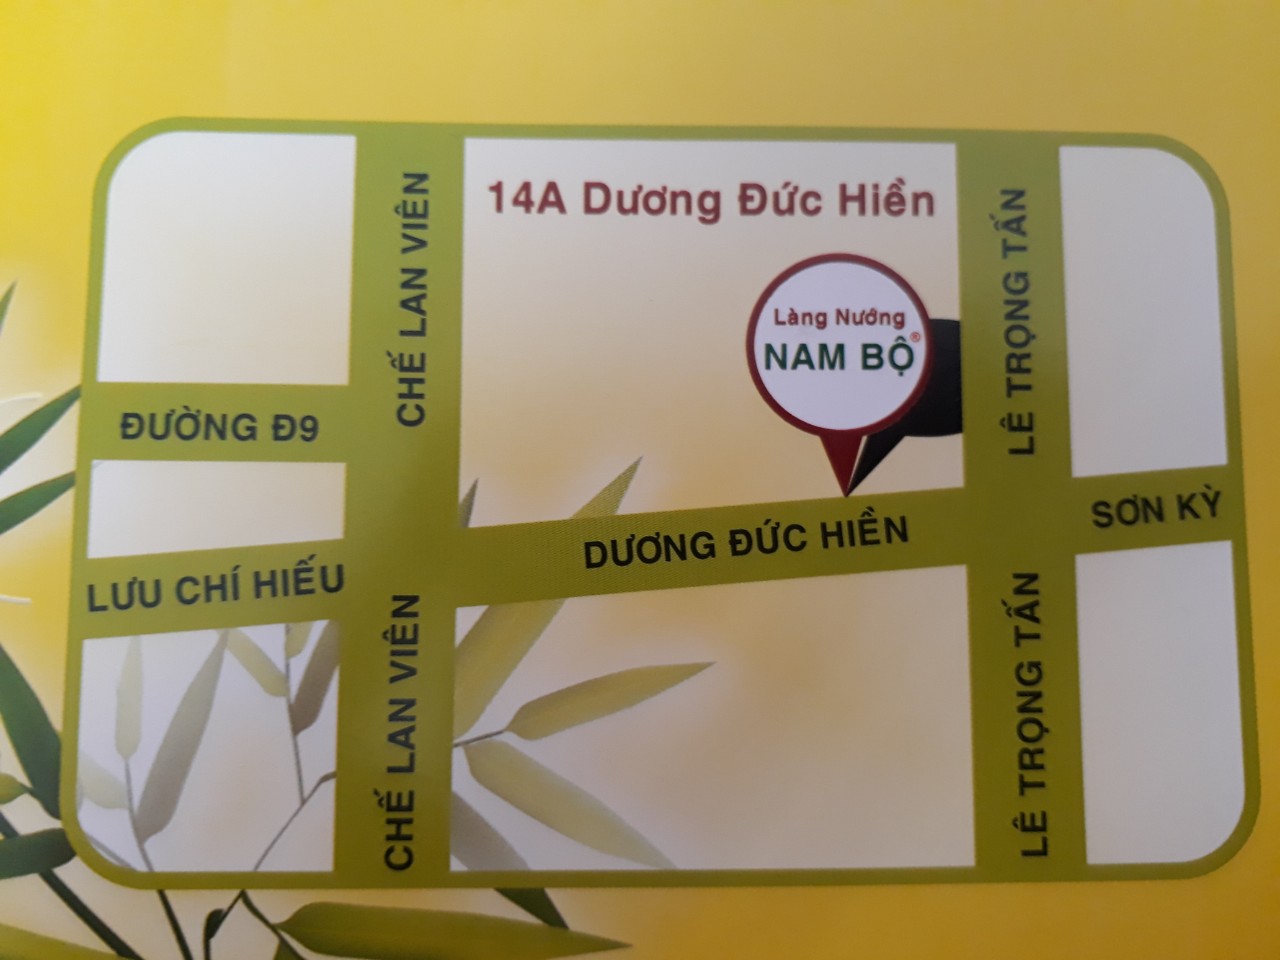 14A Dương Đức Hiền
Làng Nướng
NAM BỘ®
CHẾ LAN VIÊN
LÊ TRỌNG TẤN
ĐƯỜNG Đ9
SƠN KỲ
DƯƠNG ĐỨC HIỀN
LƯU CHÍ HIẾU
CHẾ LAN VIÊN
LÊ TRỌNG TẤN